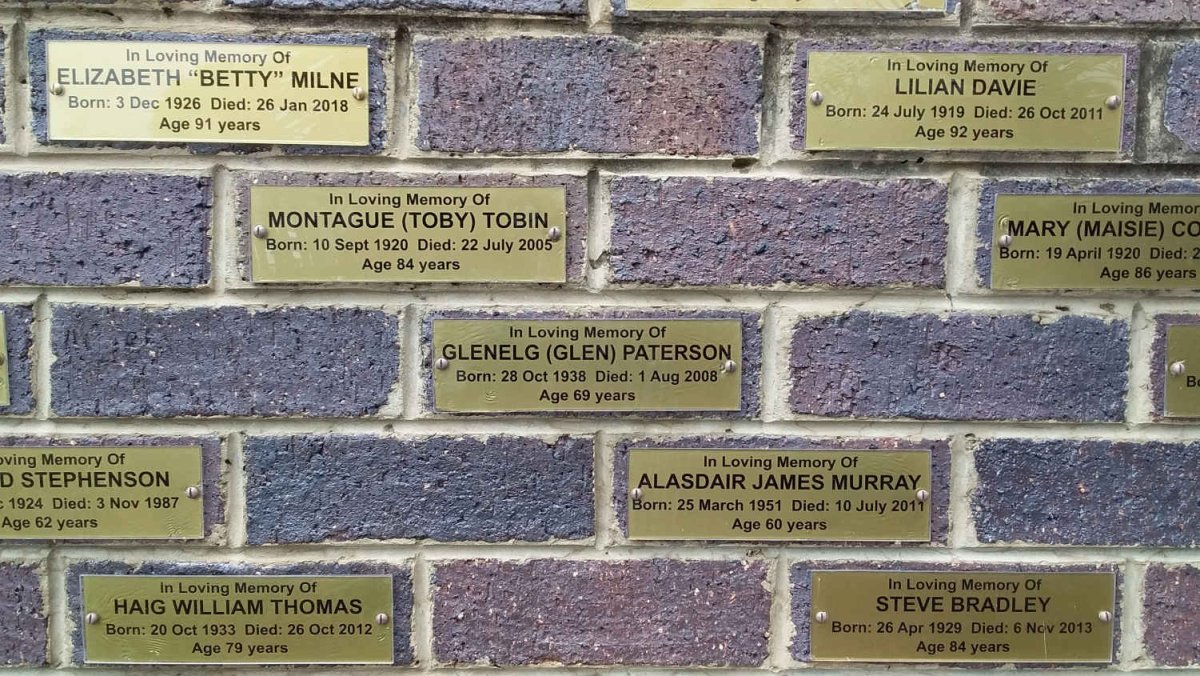 In Loving Memory Of
ELIZABETH “BETTY” MILNE
Born: 3 Dec 1926 Died: 26 Jan 2018
Age 91 years
In Loving Memory Of
LILIAN DAVIE
Born: 24 July 1919 Died: 26 Oct 2011
Age 92 years
In Loving Memory Of
MONTAGUE (TOBY) TOBIN
Born: 10 Sept 1920 Died: 22 July 2005
Age 84 years
In Loving Memor
MARY (MAISIE) CO
Born: 19 April 1920 Died: 2
Age 86 years
In Loving Memory Of
GLENELG (GLEN) PATERSON
Born: 28 Oct 1938 Died: 1 Aug 2008
Age 69 years
Bo
oving Memory Of
D STEPHENSON
c 1924 Died: 3 Nov 1987
Age 62 years
In Loving Memory Of
ALASDAIR JAMES MURRAY
Born: 25 March 1951 Died: 10 July 2011
Age 60 years
In Loving Memory Of
HAIG WILLIAM THOMAS
Born: 20 Oct 1933 Died: 26 Oct 2012
Age 79 years
In Loving Memory Of
STEVE BRADLEY
Born: 26 Apr 1929 Died: 6 Nov 2013
Age 84 years